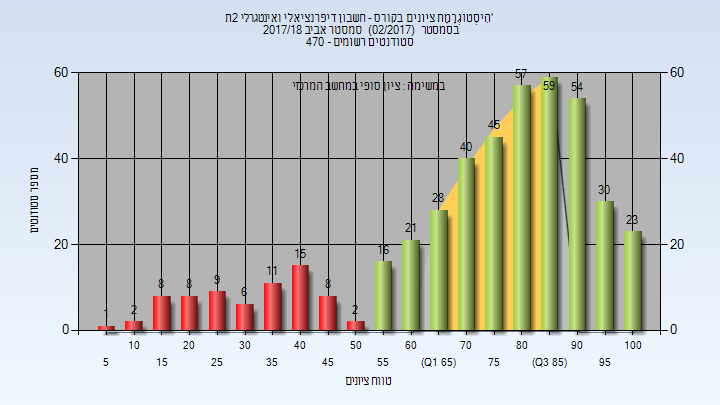 היסטוגרמת ציונים בקורס - חשבון דיפרנציאלי ואינטגרלי 2ת'
בסמסטר (02/2017) סמסטר אביב 2017/18
סטודנטים רשומים - 470
במשימה : ציון סופי במחשב המרכזי
60 60
40 40
20 20
0 0
מספר סטודנטים
1 2 8 8 9 6 11 15 8 2 16 21 28 40 45 57 59 54 30 23
10 20 30 40 50 60 70 80 90 100
5 15 25 35 45 55 (Q1 65) 75 (Q3 85) 95
טווח ציונים